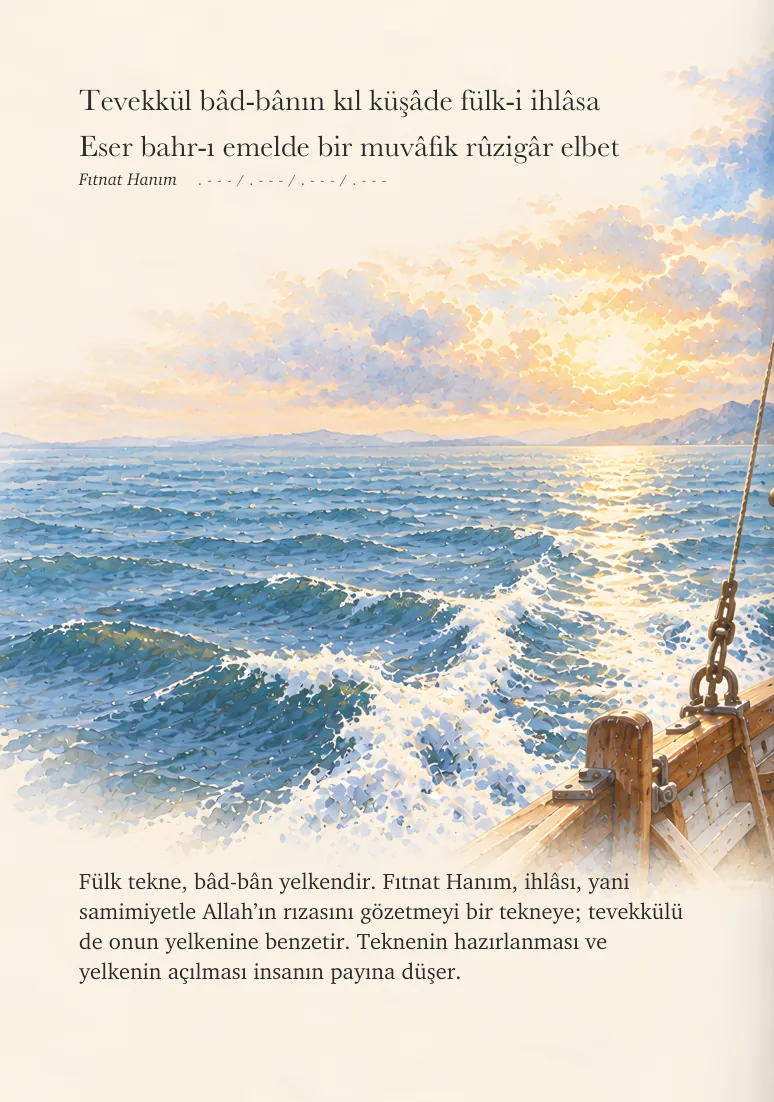 Tevekkül bâd-bânın kıl küşâde fülk-i ihlâsa
Eser bahr-ı emelde bir muvâfık rûzigâr elbet
Fıtnat Hanım . - - - / . - - - / . - - - / . - - -
Fülk tekne, bâd-bân yelkendir. Fıtnat Hanım, ihlâsı, yani
samimiyetle Allah’ın rızasını gözetmeyi bir tekneye; tevekkülü
de onun yelkenine benzetir. Teknenin hazırlanması ve
yelkenin açılması insanın payına düşer.